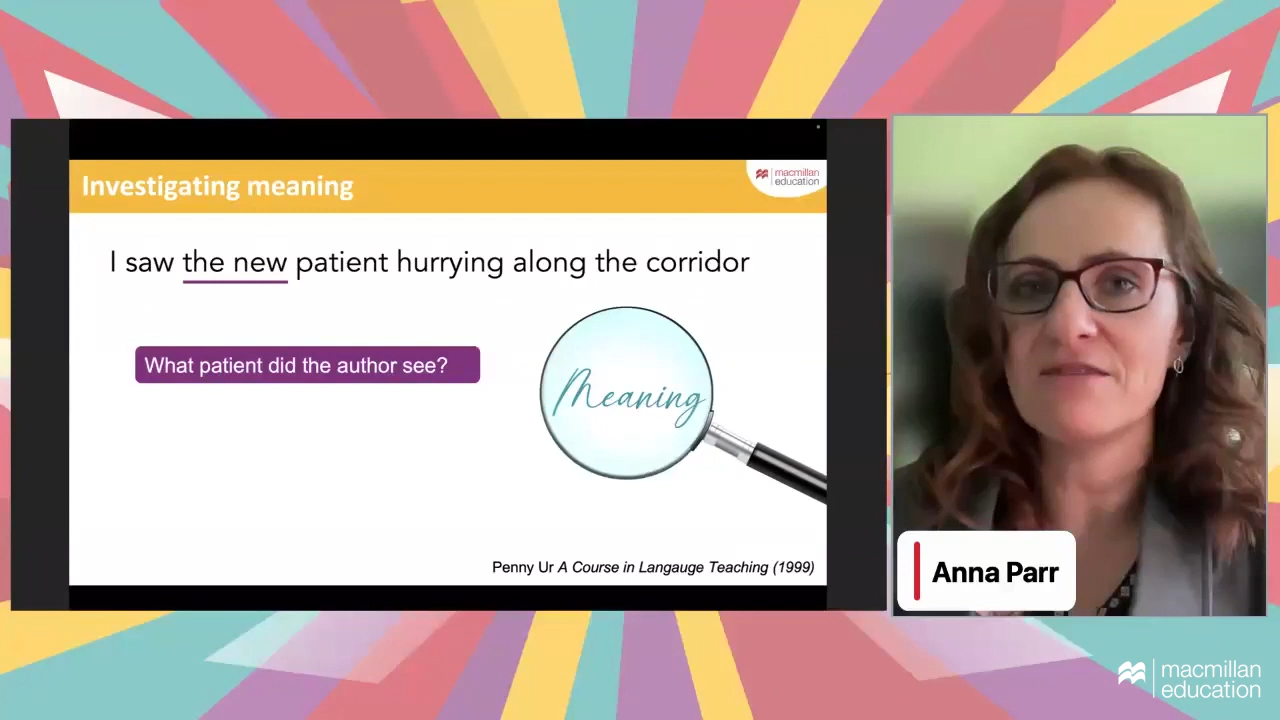 Investigating meaning
macmillan
education
I saw the new patient hurrying along the corridor
What patient did the author see?
Meaning
Penny Ur A Course in Langauge Teaching (1999)
Anna Parr
macmillan
education